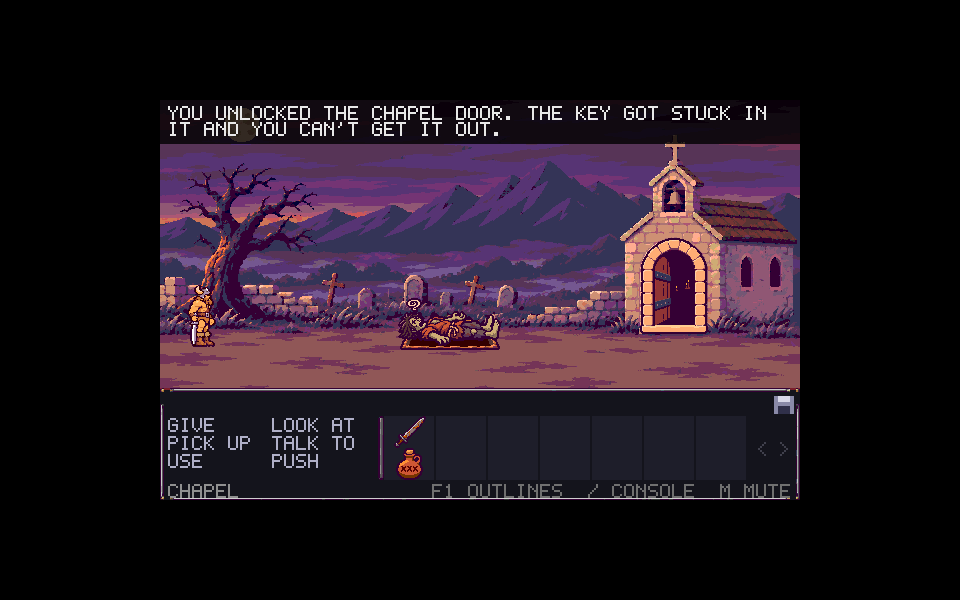 YOU UNLOCKED THE CHAPEL DOOR. THE KEY GOT STUCK IN
IT AND YOU CAN'T GET IT OUT.
GIVE LOOK AT
PICK UP TALK TO
USE PUSH
XXX
< >
CHAPEL F1 OUTLINES / CONSOLE M MUTE